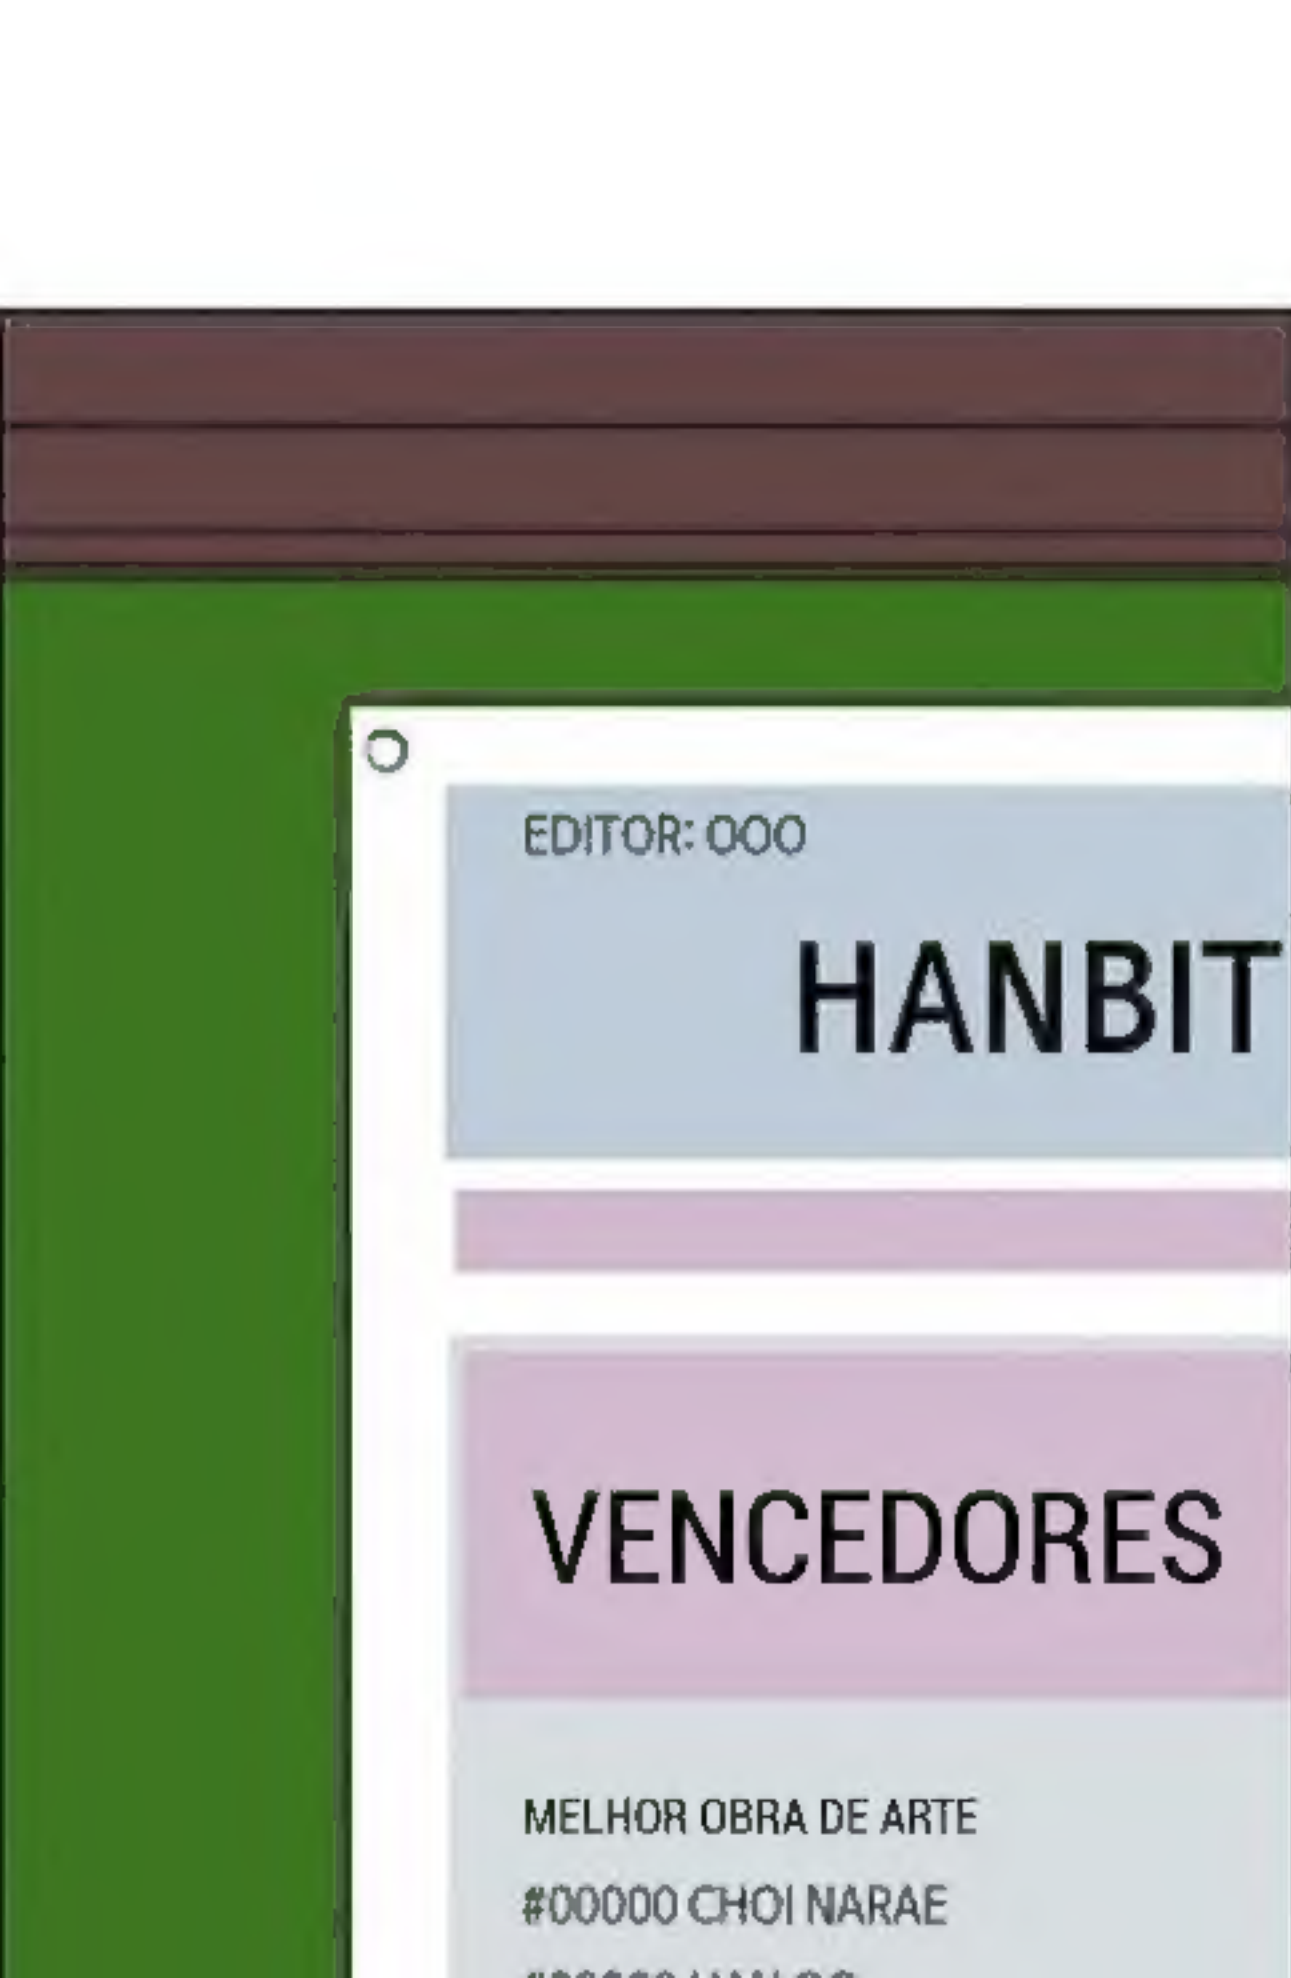 EDITOR: OOO
HANBIT
VENCEDORES
MELHOR OBRA DE ARTE
#00000 CHOI NARAE